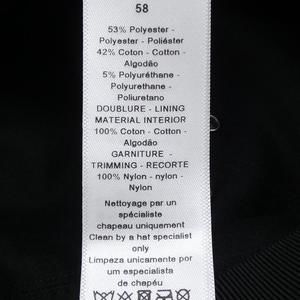 58
53% Polyester -
Polyester - Poliéster
42% Coton - Cotton -
Algodão
5% Polyuréthane -
Polyurethane -
Poliuretano
DOUBLURE - LINING
MATERIAL INTERIOR
100% Coton - Cotton -
Algodão
GARNITURE -
TRIMMING - RECORTE
100% Nylon - nylon -
Nylon
Nettoyage par un
spécialiste
chapeau uniquement
Clean by a hat specialist
only
Limpeza unicamente por
um especialista
de chapéu